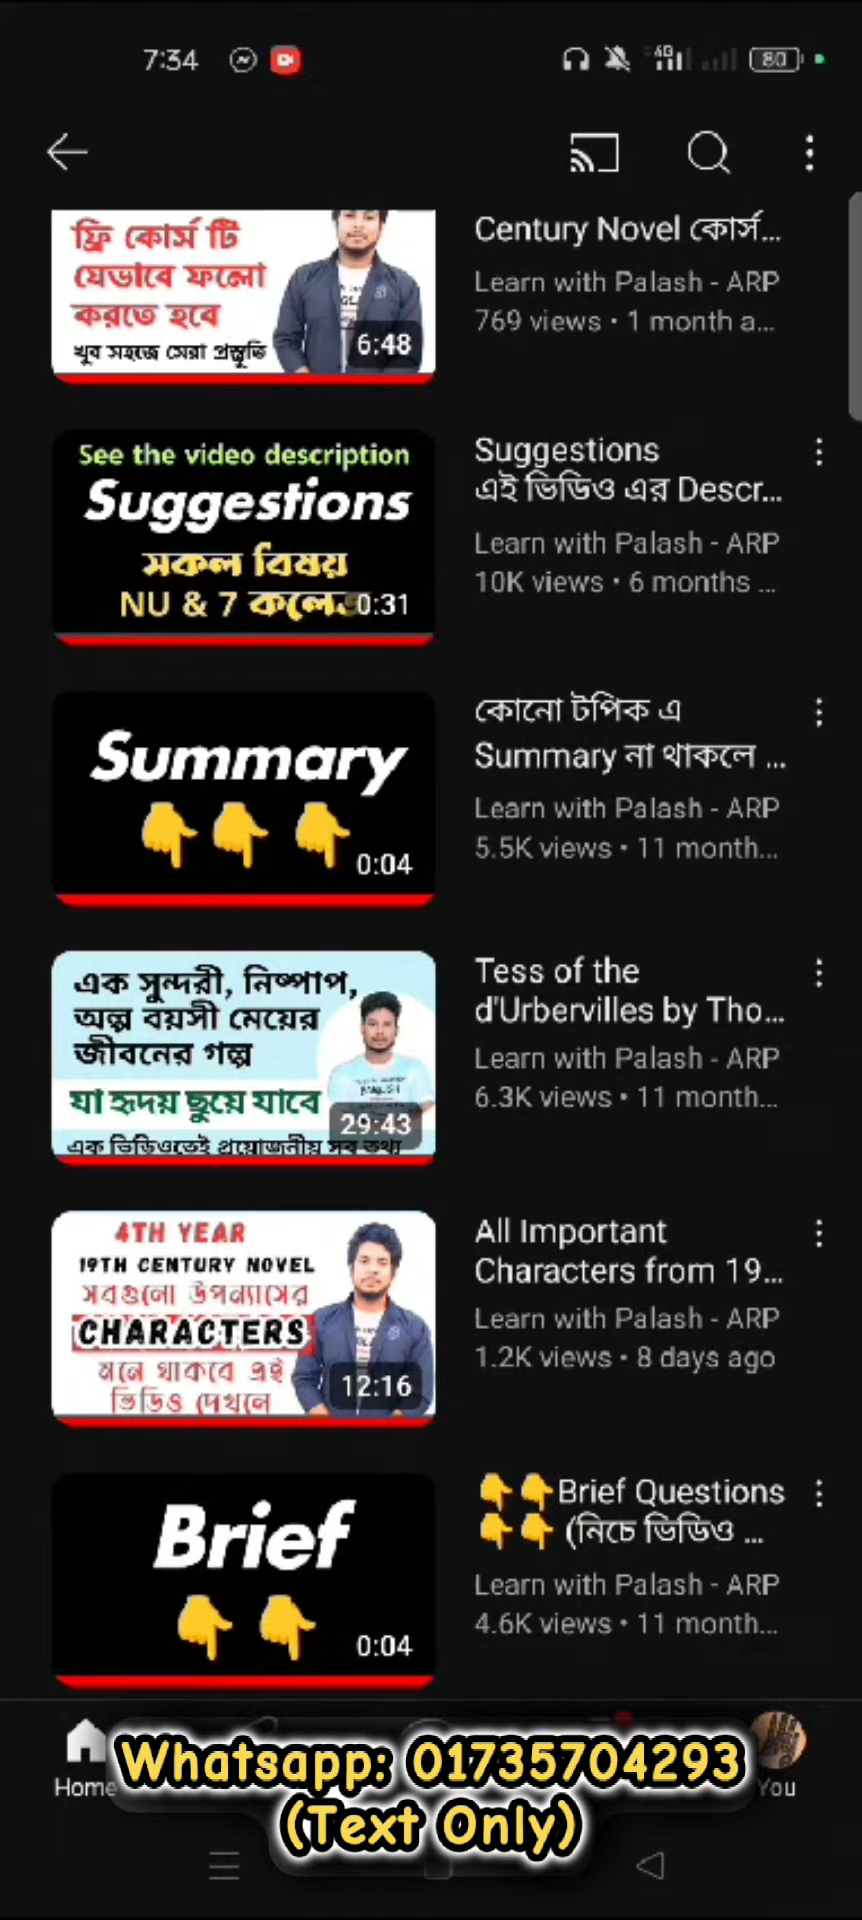 7:34
4G
80
ফ্রি কোর্স টি
যেভাবে ফলো
করতে হবে
খুব সহজে সেরা প্রস্তুতি
6:48
Century Novel কোর্স...
Learn with Palash - ARP
769 views • 1 month a...
See the video description
Suggestions
সকল বিষয়
NU & 7
0:31
Suggestions
এই ভিডিও এর Descr...
Learn with Palash - ARP
10K views • 6 months ...
Summary
👇👇👇
0:04
কোনো টপিক এ
Summary না থাকলে ...
Learn with Palash - ARP
5.5K views • 11 month...
এক সুন্দরী, নিষ্পাপ,
অল্প বয়সী মেয়ের
জীবনের গল্প
যা হৃদয় ছুয়ে যাবে
এক ভিডিওতেই প্রয়োজনীয় সব তথ্য
29:43
Tess of the
d'Urbervilles by Tho...
Learn with Palash - ARP
6.3K views • 11 month...
4TH YEAR
19TH CENTURY NOVEL
সবগুলো উপন্যাসের
CHARACTERS
মনে থাকবে এই
ভিডিও দেখলে
12:16
All Important
Characters from 19...
Learn with Palash - ARP
1.2K views • 8 days ago
Brief
👇👇
0:04
👇👇Brief Questions
👇👇 (নিচে ভিডিও ...
Learn with Palash - ARP
4.6K views • 11 month...
Home
You
Whatsapp: 01735704293
(Text Only)